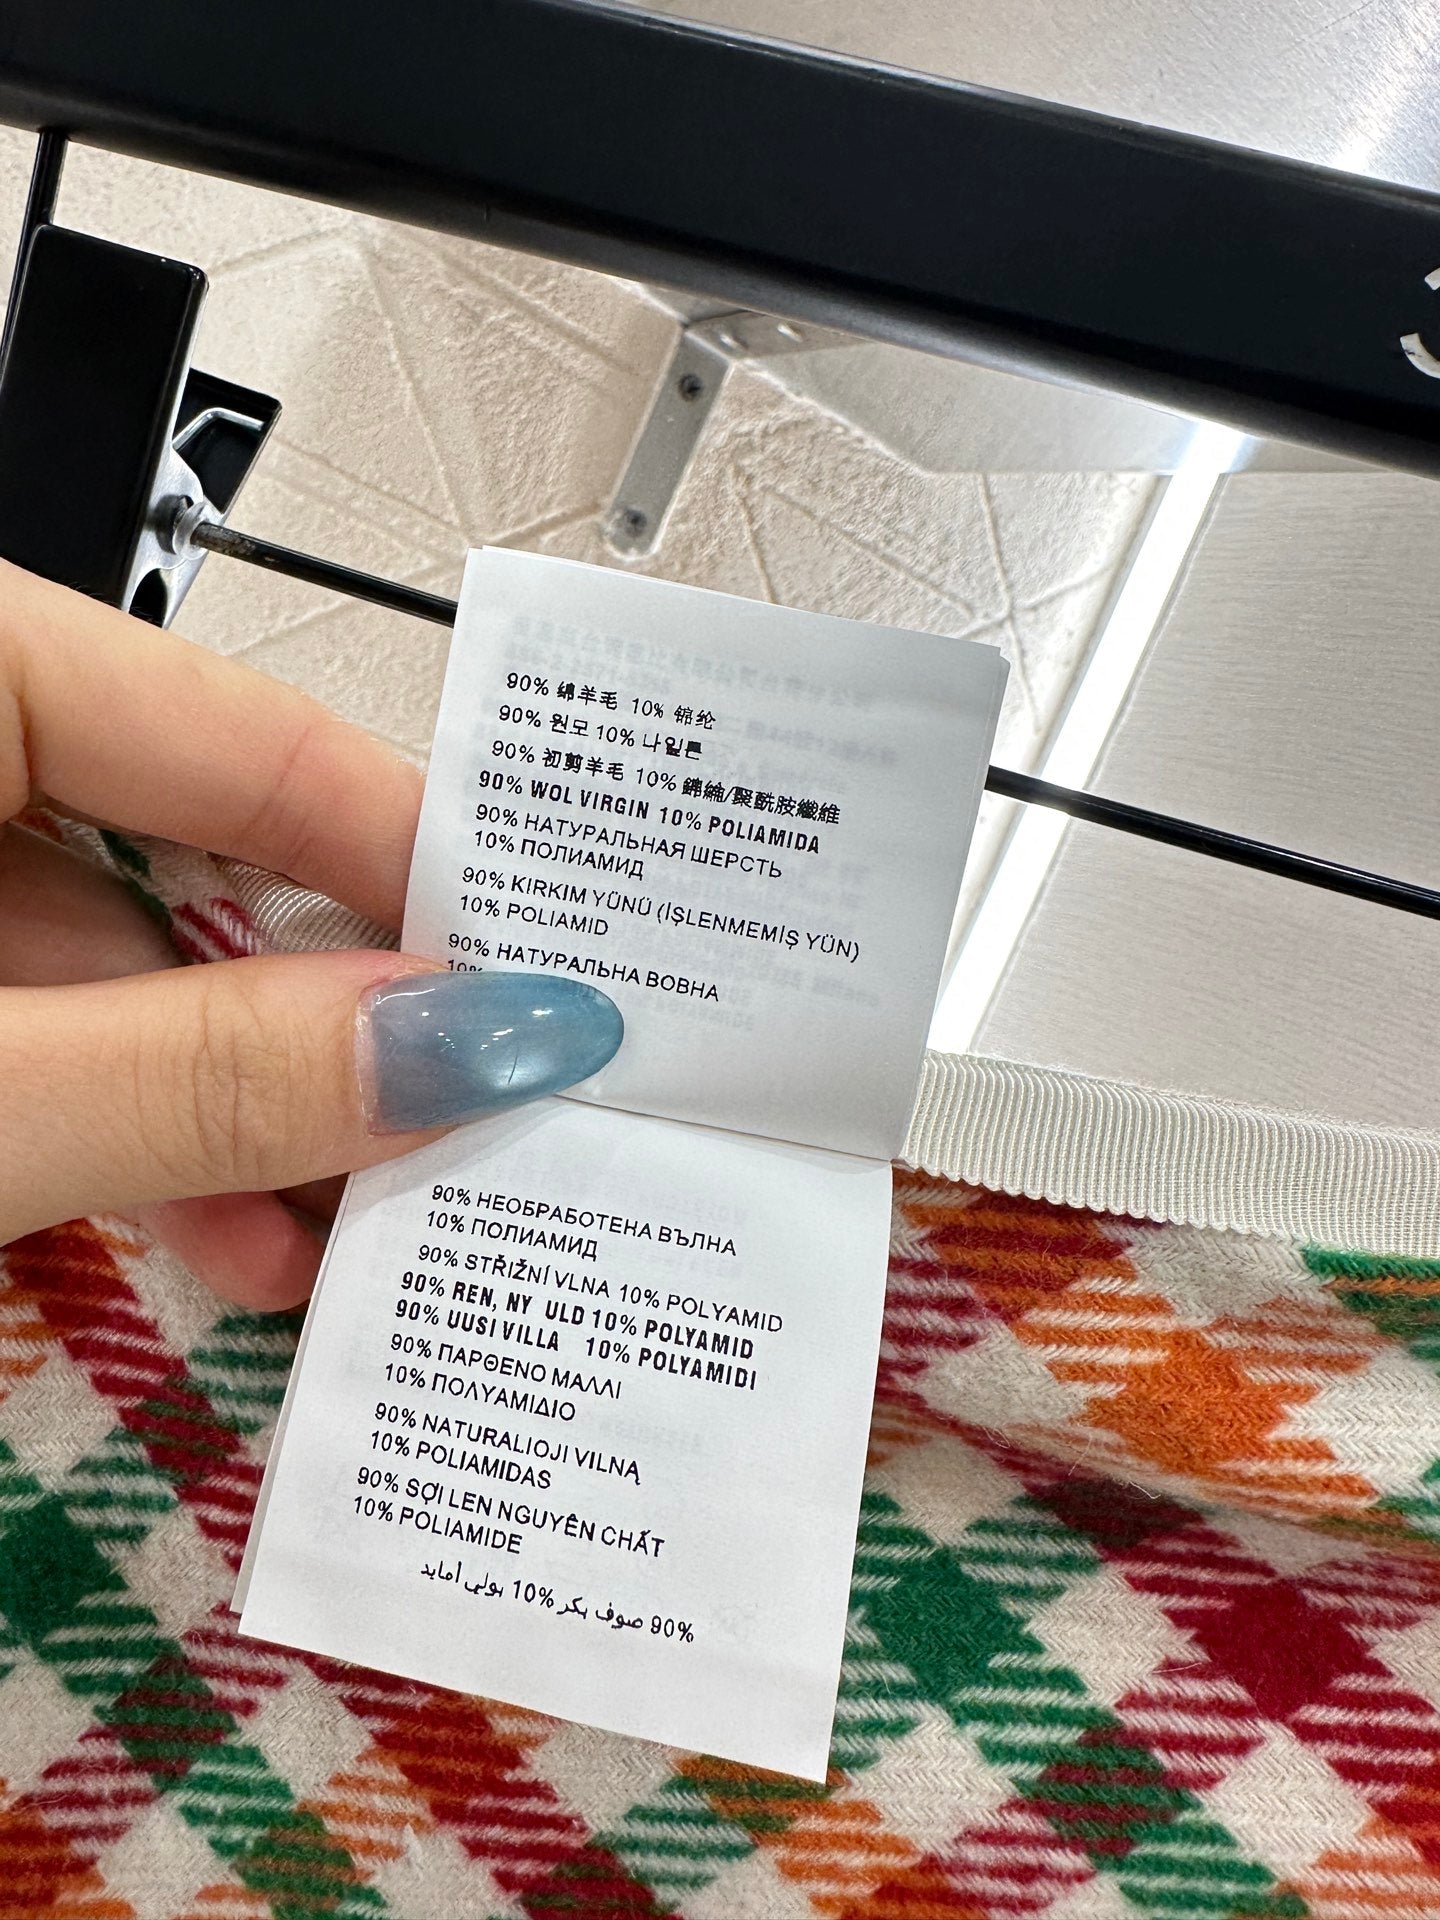 90% 绵羊毛 10% 锦纶
90% 원모 10% 나일론
90% 初剪羊毛 10% 錦綸/聚酰胺纖維
90% WOL VIRGIN 10% POLIAMIDA
90% НАТУРАЛЬНАЯ ШЕРСТЬ
10% ПОЛИАМИД
90% KIRKIM YÜNÜ (İŞLENMEMİŞ YÜN)
10% POLIAMID
90% НАТУРАЛЬНА ВОВНА
10%
90% НЕОБРАБОТЕНА ВЪЛНА
10% ПОЛИАМИД
90% STŘIŽNÍ VLNA 10% POLYAMID
90% REN, NY ULD 10% POLYAMID
90% UUSI VILLA 10% POLYAMIDI
90% ΠΑΡΘΕΝΟ ΜΑΛΛΙ
10% ΠΟΛΥΑΜΙΔΙΟ
90% NATURALIOJI VILNĄ
10% POLIAMIDAS
90% SỢI LEN NGUYÊN CHẤT
10% POLIAMIDE
90% صوف بكر 10% بولي أمايد